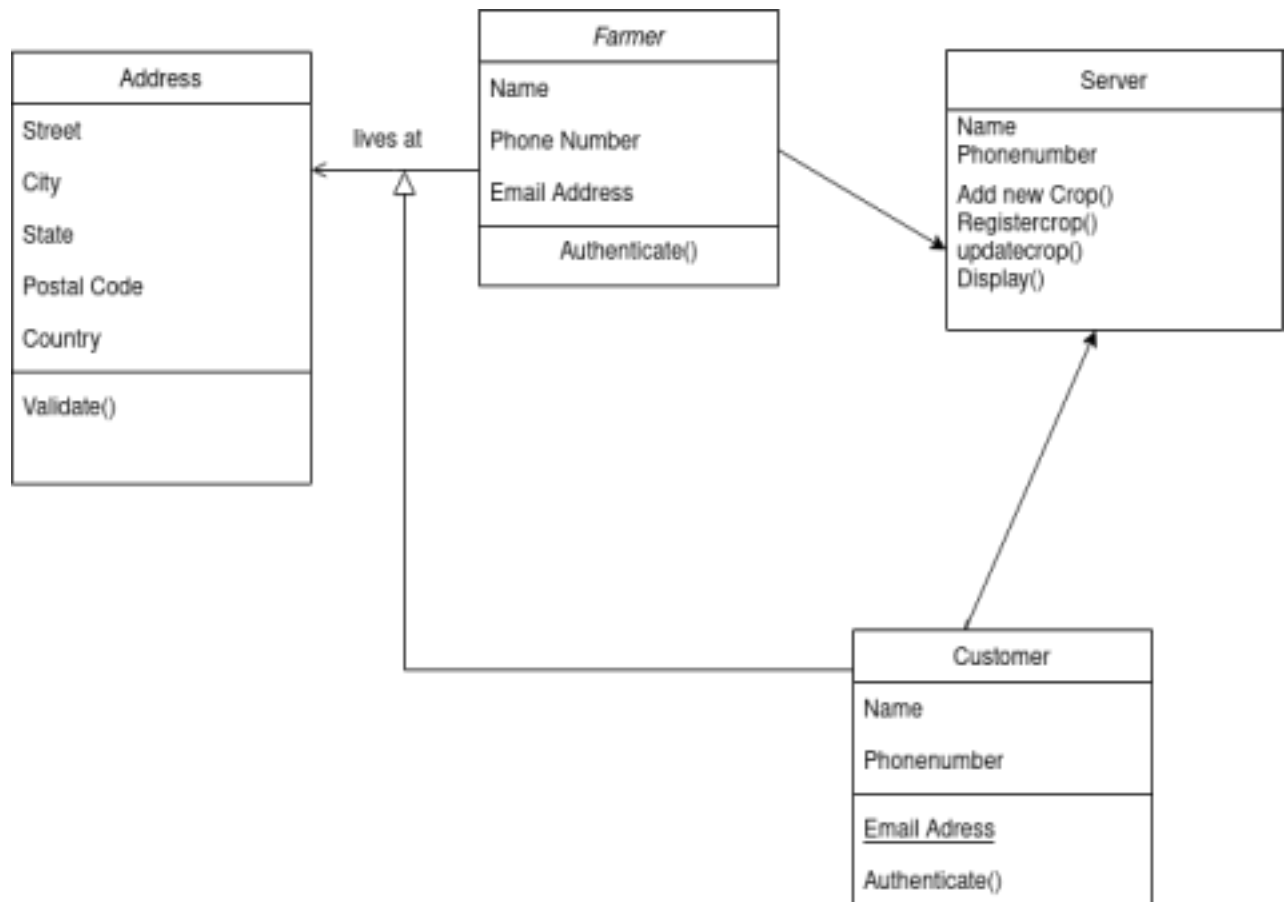 Address
Street
City
State
Postal Code
Country
Validate()
lives at
Farmer
Name
Phone Number
Email Address
Authenticate()
Server
Name
Phonenumber
Add new Crop()
Registercrop()
updatecrop()
Display()
Customer
Name
Phonenumber
Email Adress
Authenticate()